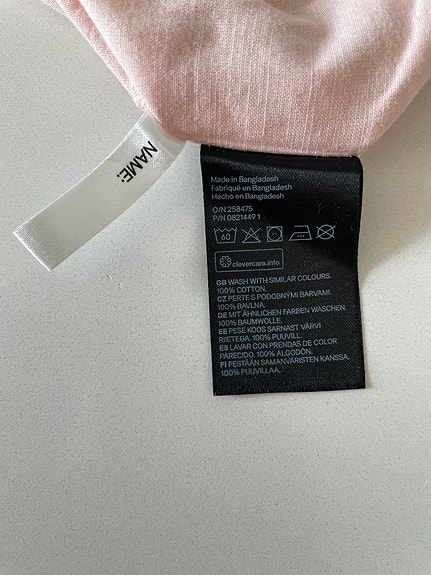 NAME:
Made in Bangladesh
Fabriqué en Bangladesh
Hecho en Bangladesh
O/N 258475
P/N 0821449 1
60
clevercare.info
GB WASH WITH SIMILAR COLOURS.
100% COTTON.
CZ PERTE S PODOBNÝMI BARVAMI.
100% BAVLNA.
DE MIT ÄHNLICHEN FARBEN WASCHEN.
100% BAUMWOLLE.
EE PESE KOOS SARNAST VÄRVI
RIIETEGA. 100% PUUVILL.
ES LAVAR CON PRENDAS DE COLOR
PARECIDO. 100% ALGODÓN.
FI PESTÄÄN SAMANVÄRISTEN KANSSA.
100% PUUVILLAA.